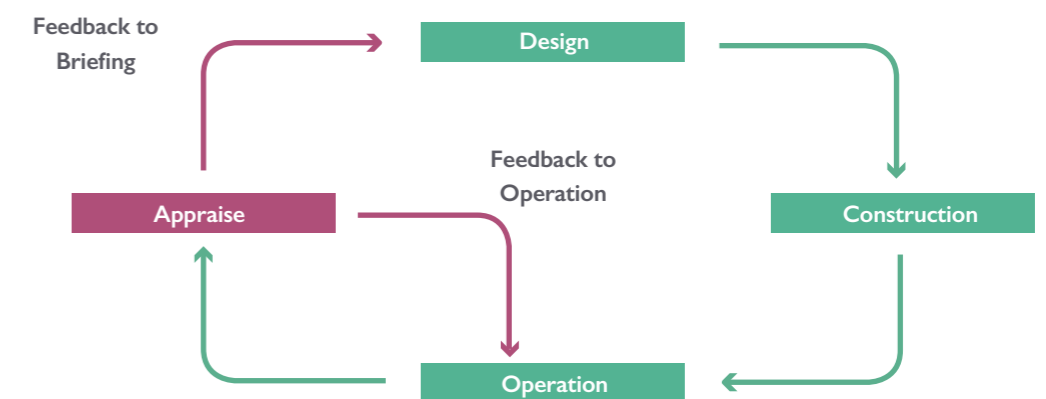 Feedback to
Briefing
Design
Feedback to
Operation
Appraise
Construction
Operation